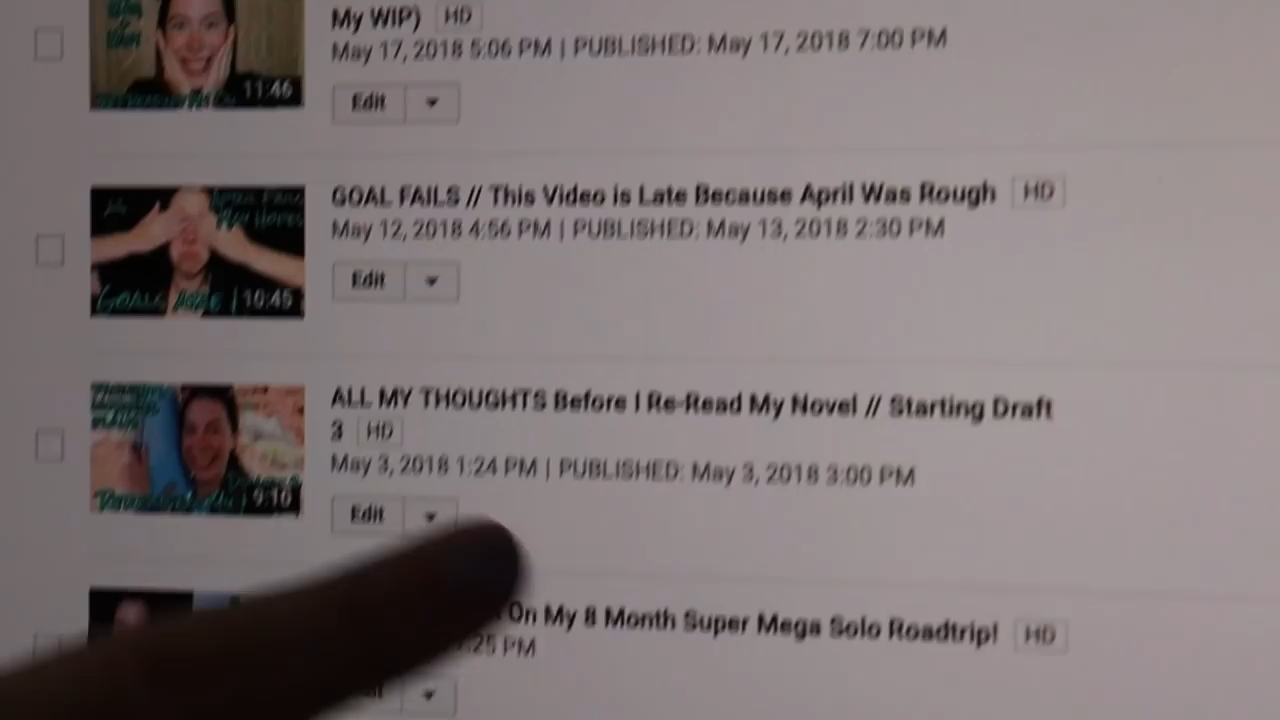 My WIP) HD
May 17, 2018 5:06 PM | PUBLISHED: May 17, 2018 7:00 PM
11:46
Edit
GOAL FAILS // This Video is Late Because April Was Rough HD
May 12, 2018 4:56 PM | PUBLISHED: May 13, 2018 2:30 PM
10:45
Edit
ALL MY THOUGHTS Before I Re-Read My Novel // Starting Draft
3 HD
May 3, 2018 1:24 PM | PUBLISHED: May 3, 2018 3:00 PM
9:10
Edit
On My 8 Month Super Mega Solo Roadtrip! HD
:25 PM